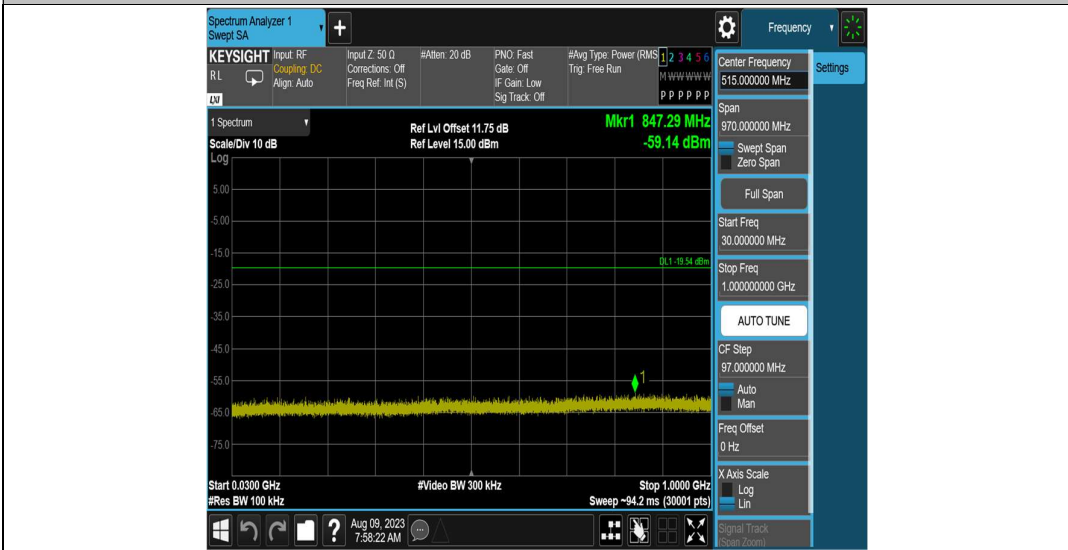 Spectrum Analyzer 1
Swept SA
+
Frequency
KEYSIGHT
RL
LXI
Input: RF
Coupling: DC
Align: Auto
Input Z: 50 Ω
Corrections: Off
Freq Ref: Int (S)
#Atten: 20 dB
PNO: Fast
Gate: Off
IF Gain: Low
Sig Track: Off
#Avg Type: Power (RMS
Trig: Free Run
1 2 3 4 5 6
M W W W W W
P P P P P P
1 Spectrum
Scale/Div 10 dB
Log
Ref Lvl Offset 11.75 dB
Ref Level 15.00 dBm
Mkr1 847.29 MHz
-59.14 dBm
5.00
-5.00
-15.0
DL1 -19.54 dBm
-25.0
-35.0
-45.0
-55.0
1
-65.0
-75.0
Start 0.0300 GHz
#Res BW 100 kHz
#Video BW 300 kHz
Stop 1.0000 GHz
Sweep ~94.2 ms (30001 pts)
?
Aug 09, 2023
7:58:22 AM
Center Frequency
515.000000 MHz
Settings
Span
970.000000 MHz
Swept Span
Zero Span
Full Span
Start Freq
30.000000 MHz
Stop Freq
1.000000000 GHz
AUTO TUNE
CF Step
97.000000 MHz
Auto
Man
Freq Offset
0 Hz
X Axis Scale
Log
Lin
Signal Track
(Span Zoom)